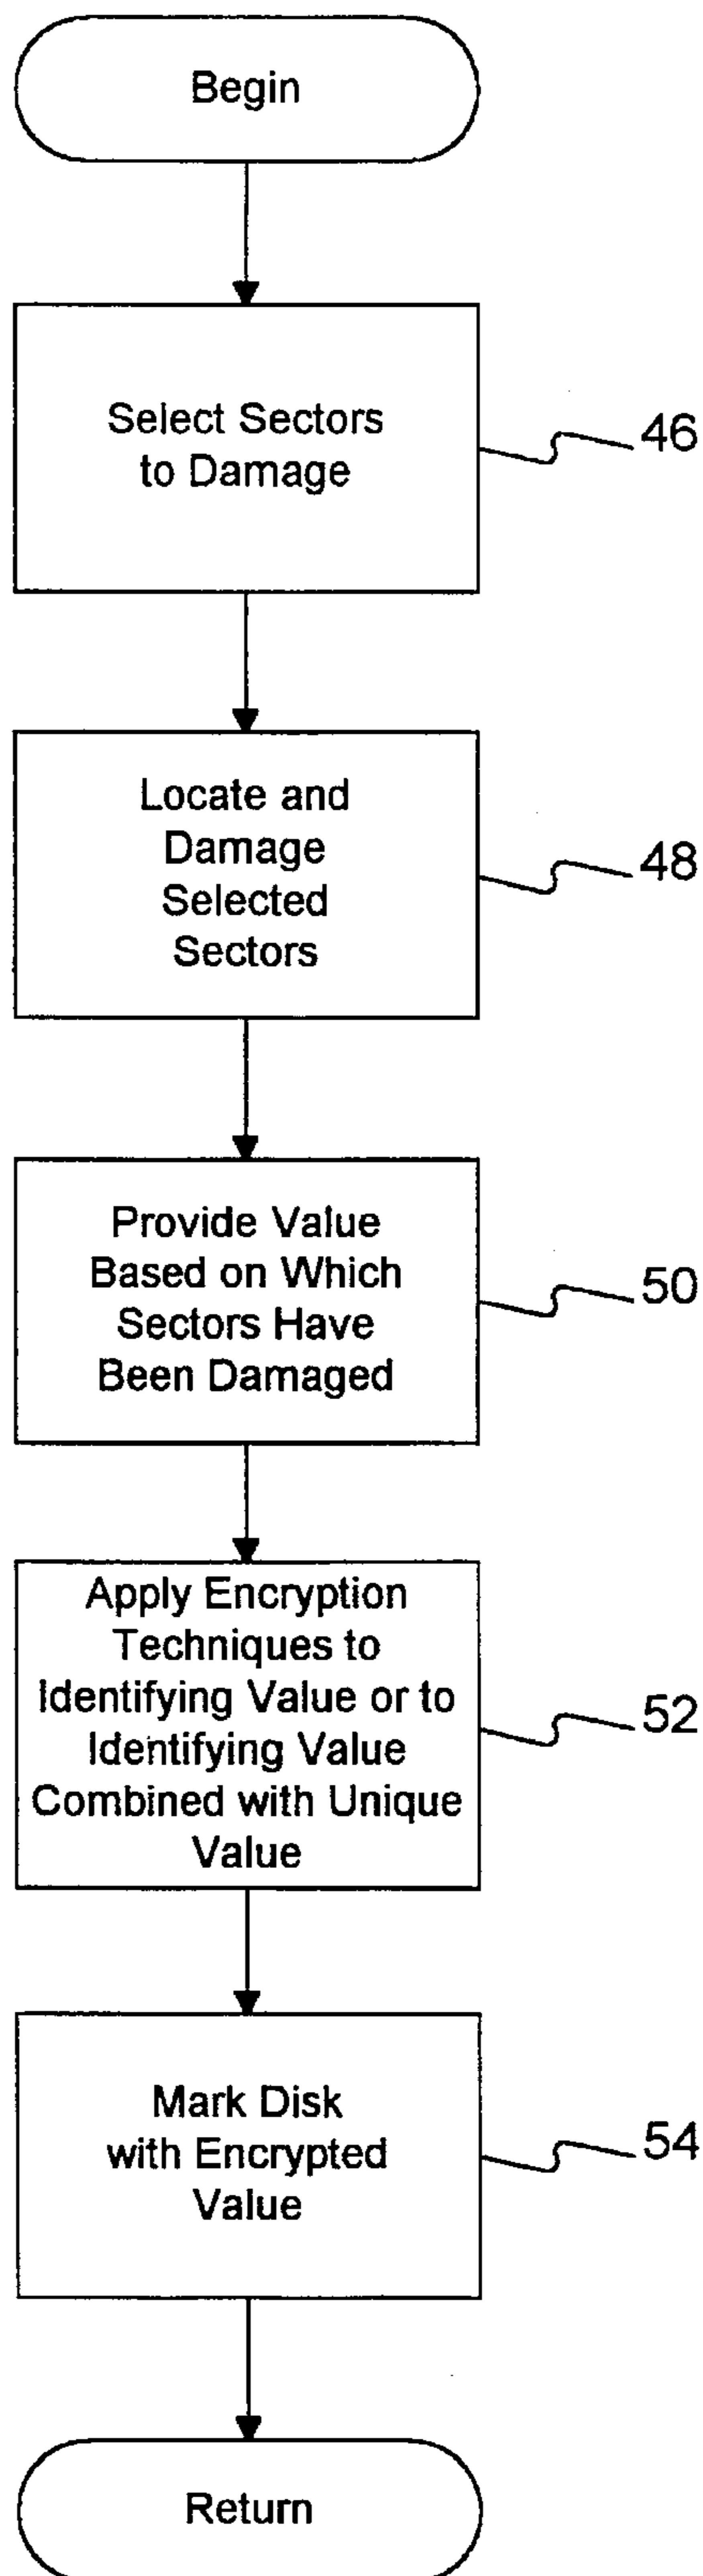 Begin
Select Sectors
to Damage
46
Locate and
Damage
Selected
Sectors
48
Provide Value
Based on Which
Sectors Have
Been Damaged
50
Apply Encryption
Techniques to
Identifying Value or to
Identifying Value
Combined with Unique
Value
52
Mark Disk
with Encrypted
Value
54
Return